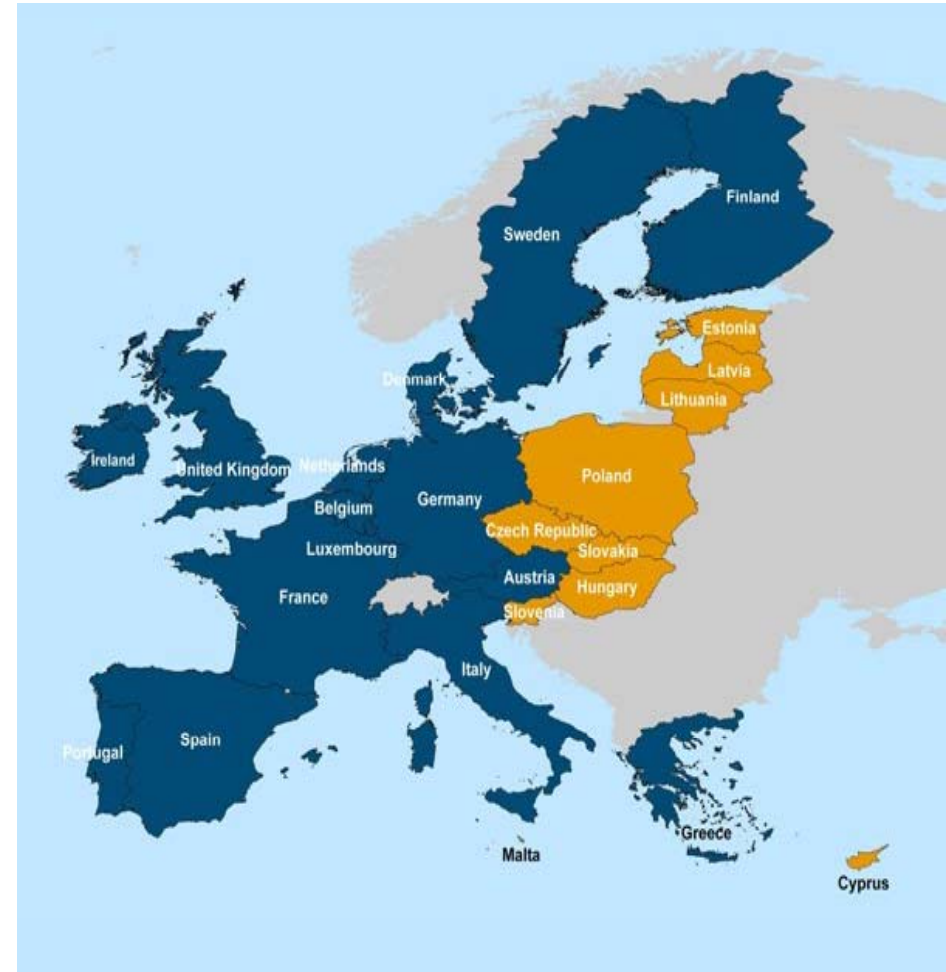 Finland
Sweden
Estonia
Latvia
Denmark
Lithuania
Ireland
United Kingdom
Netherlands
Poland
Germany
Belgium
Czech Republic
Luxembourg
Slovakia
Austria
Hungary
France
Slovenia
Italy
Spain
Portugal
Greece
Malta
Cyprus